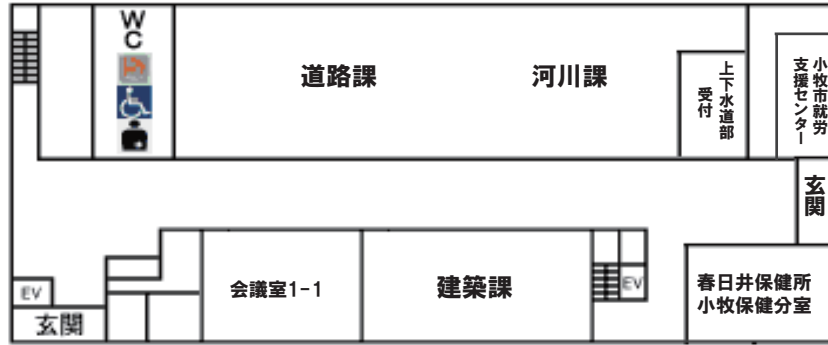 WC
道路課
河川課
上下水道部
受付
小牧市就労
支援センター
玄関
会議室1-1
建築課
EV
春日井保健所
小牧保健分室
EV
玄関